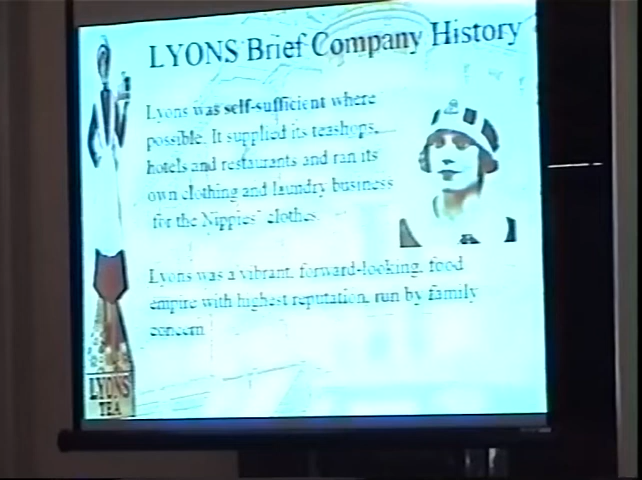 LYONS Brief Company History
Lyons was self-sufficient where
possible. It supplied its teashops,
hotels and restaurants and ran its
own clothing and laundry business
for the Nippies' clothes.
Lyons was a vibrant, forward-looking, food
empire with highest reputation, run by family
concern
LYONS
TEA